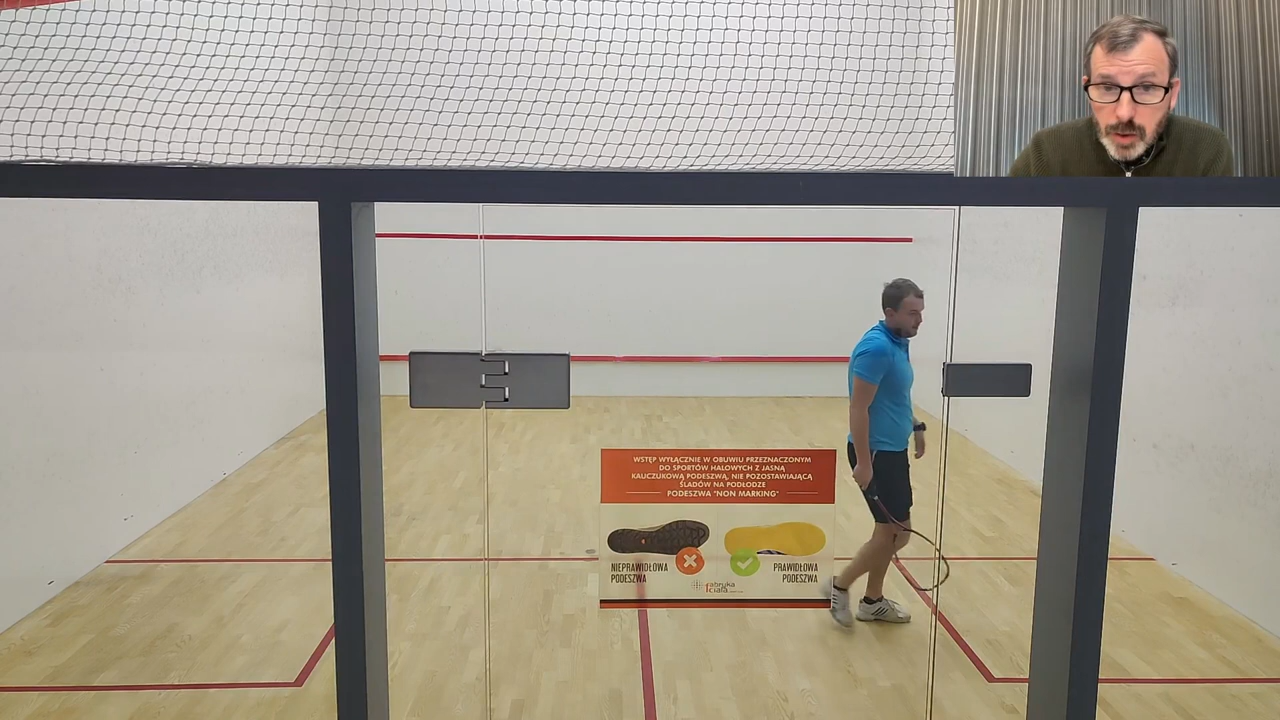 WSTĘP WYŁĄCZNIE W OBUWIU PRZEZNACZONYM
DO SPORTÓW HALOWYCH Z JASNĄ
KAUCZUKOWĄ PODESZWĄ, NIE POZOSTAWIAJĄCĄ
ŚLADÓW NA PODŁODZE
PODESZWA "NON MARKING"
NIEPRAWIDŁOWA
PODESZWA
PRAWIDŁOWA
PODESZWA
fabryka
ciała